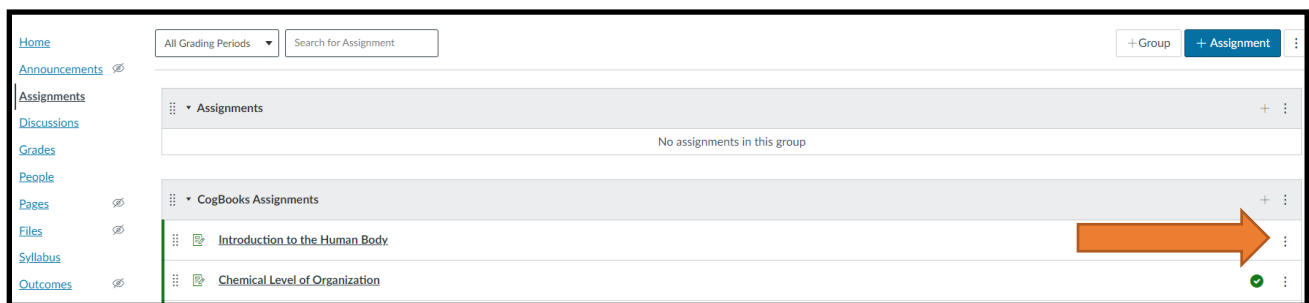 Home
Announcements
Assignments
Discussions
Grades
People
Pages
Files
Syllabus
Outcomes
All Grading Periods
Search for Assignment
+ Group
+ Assignment
Assignments
No assignments in this group
CogBooks Assignments
Introduction to the Human Body
Chemical Level of Organization